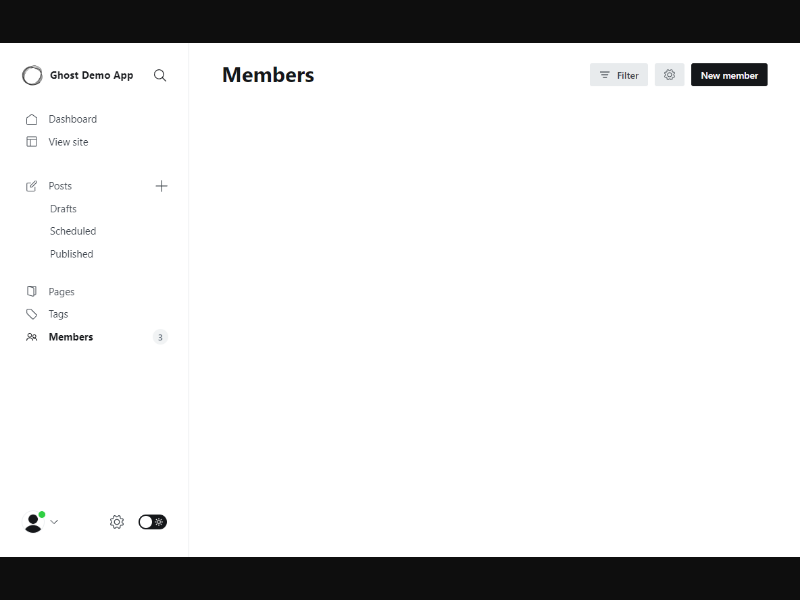 Ghost Demo App
Members
Filter
New member
Dashboard
View site
Posts
Drafts
Scheduled
Published
Pages
Tags
Members 3